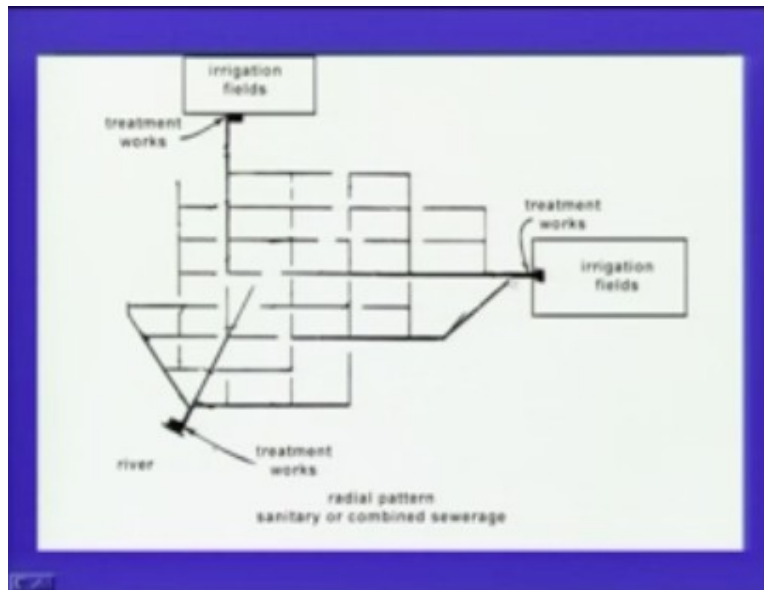 irrigation
fields
treatment
works
treatment
works
irrigation
fields
treatment
works
river
radial pattern
sanitary or combined sewerage